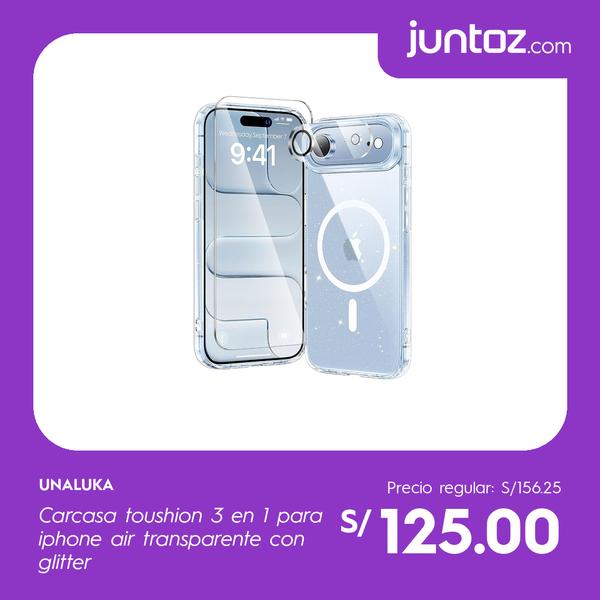 juntoz.com
Wednesday, September 7
9:41
UNALUKA
Carcasa toushion 3 en 1 para
iphone air transparente con
glitter
Precio regular: S/156.25
S/125.00